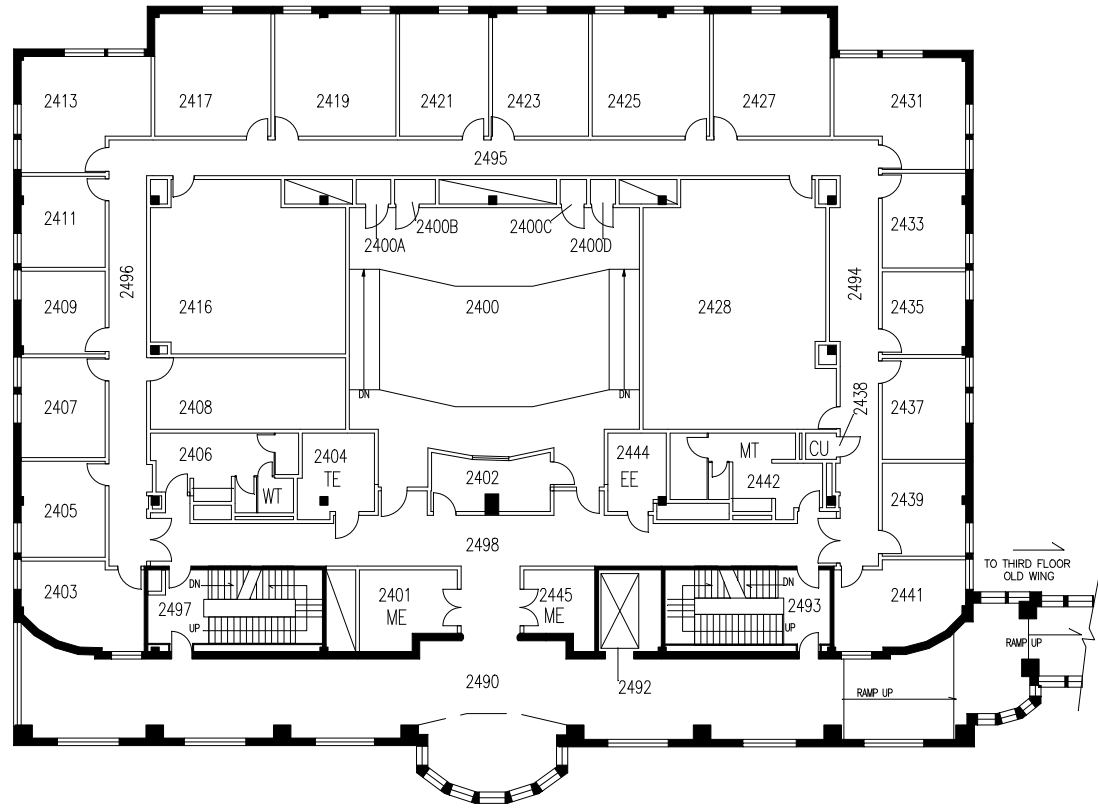 2413
2417
2419
2421
2423
2425
2427
2431
2495
2411
2433
2400A
2400B
2400C
2400D
2496
2494
2409
2416
2400
2428
2435
DN
DN
2407
2408
2438
2437
2406
2404
TE
2444
EE
MT
CU
2402
2442
WT
2405
2439
2498
TO THIRD FLOOR
OLD WING
2403
2497
DN
UP
2401
ME
2445
ME
DN
UP
2493
2441
RAMP UP
2490
2492
RAMP UP